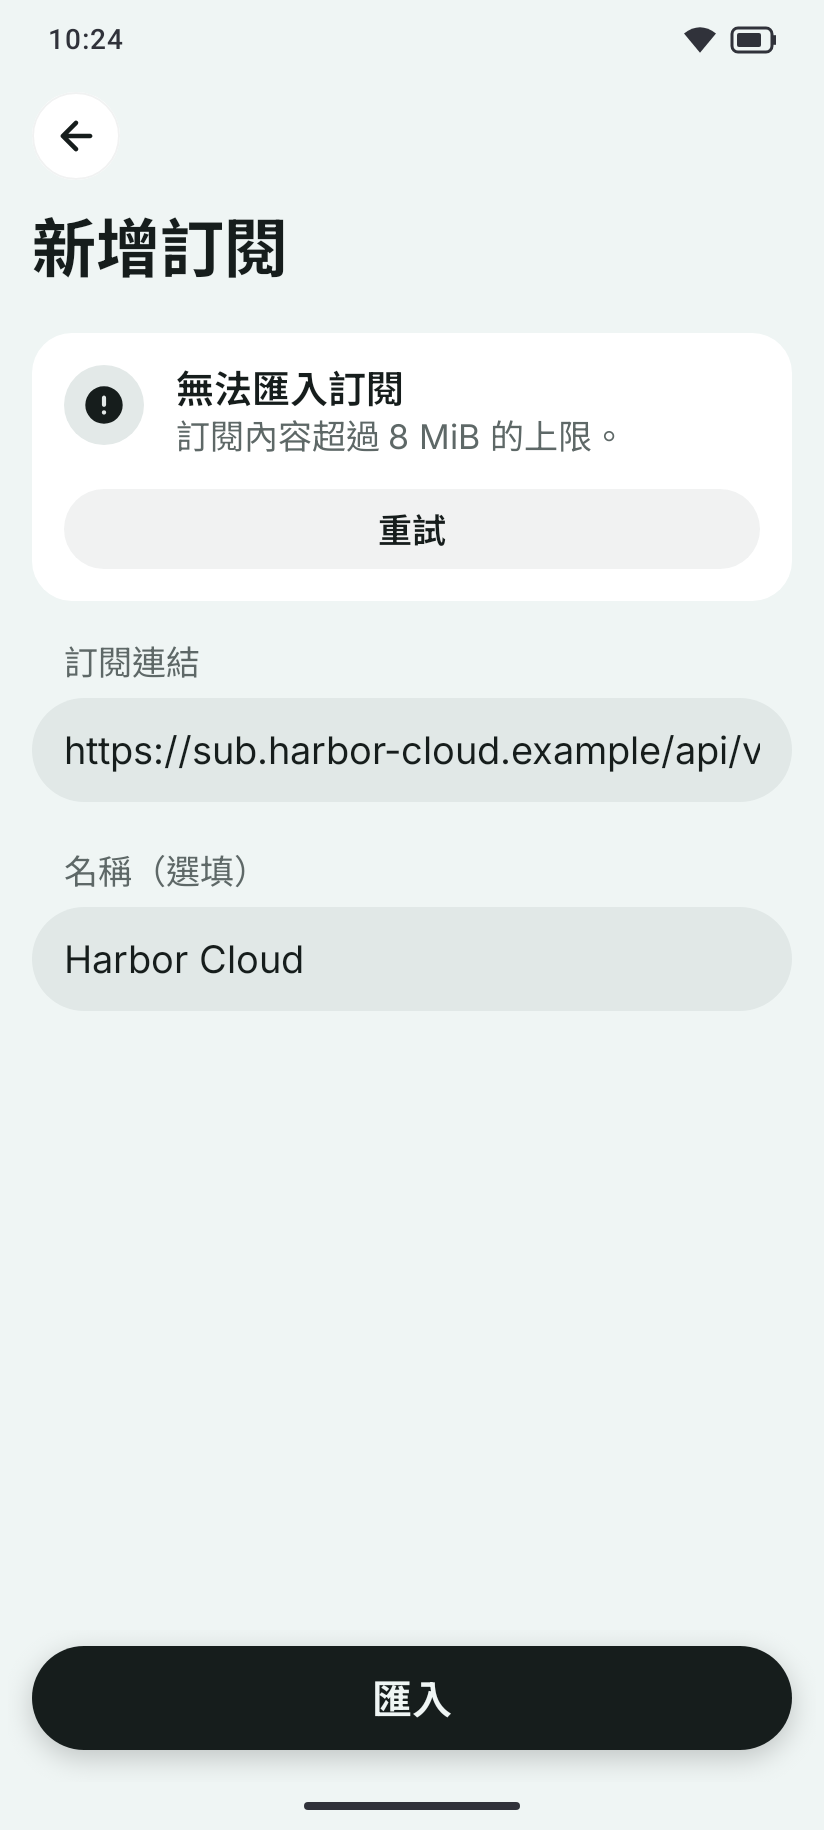 10:24
新增訂閱
無法匯入訂閱
訂閱內容超過 8 MiB 的上限。
重試
訂閱連結
https://sub.harbor-cloud.example/api/v
名稱（選填）
Harbor Cloud
匯入